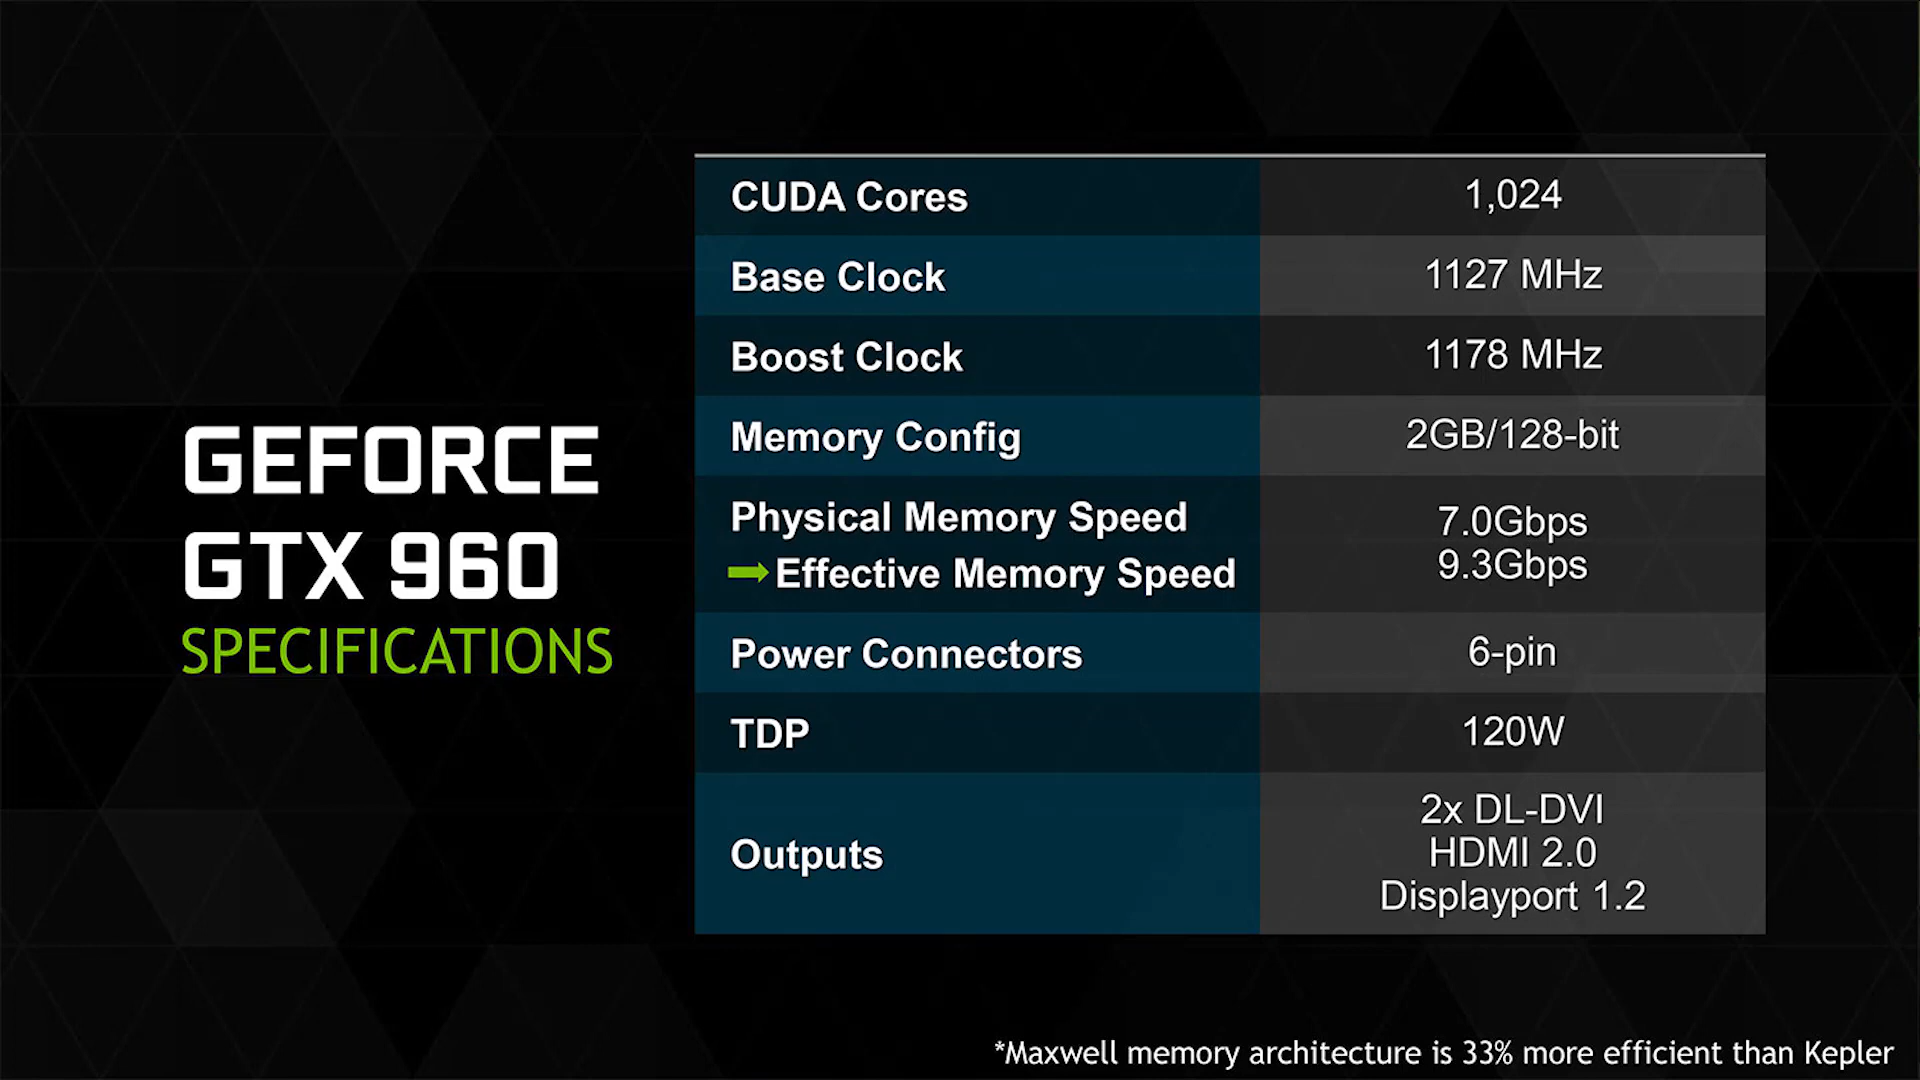 GEFORCE
GTX 960
SPECIFICATIONS
CUDA Cores 1,024
Base Clock 1127 MHz
Boost Clock 1178 MHz
Memory Config 2GB/128-bit
Physical Memory Speed 7.0Gbps
Effective Memory Speed 9.3Gbps
Power Connectors 6-pin
TDP 120W
Outputs
2x DL-DVI
HDMI 2.0
Displayport 1.2
*Maxwell memory architecture is 33% more efficient than Kepler